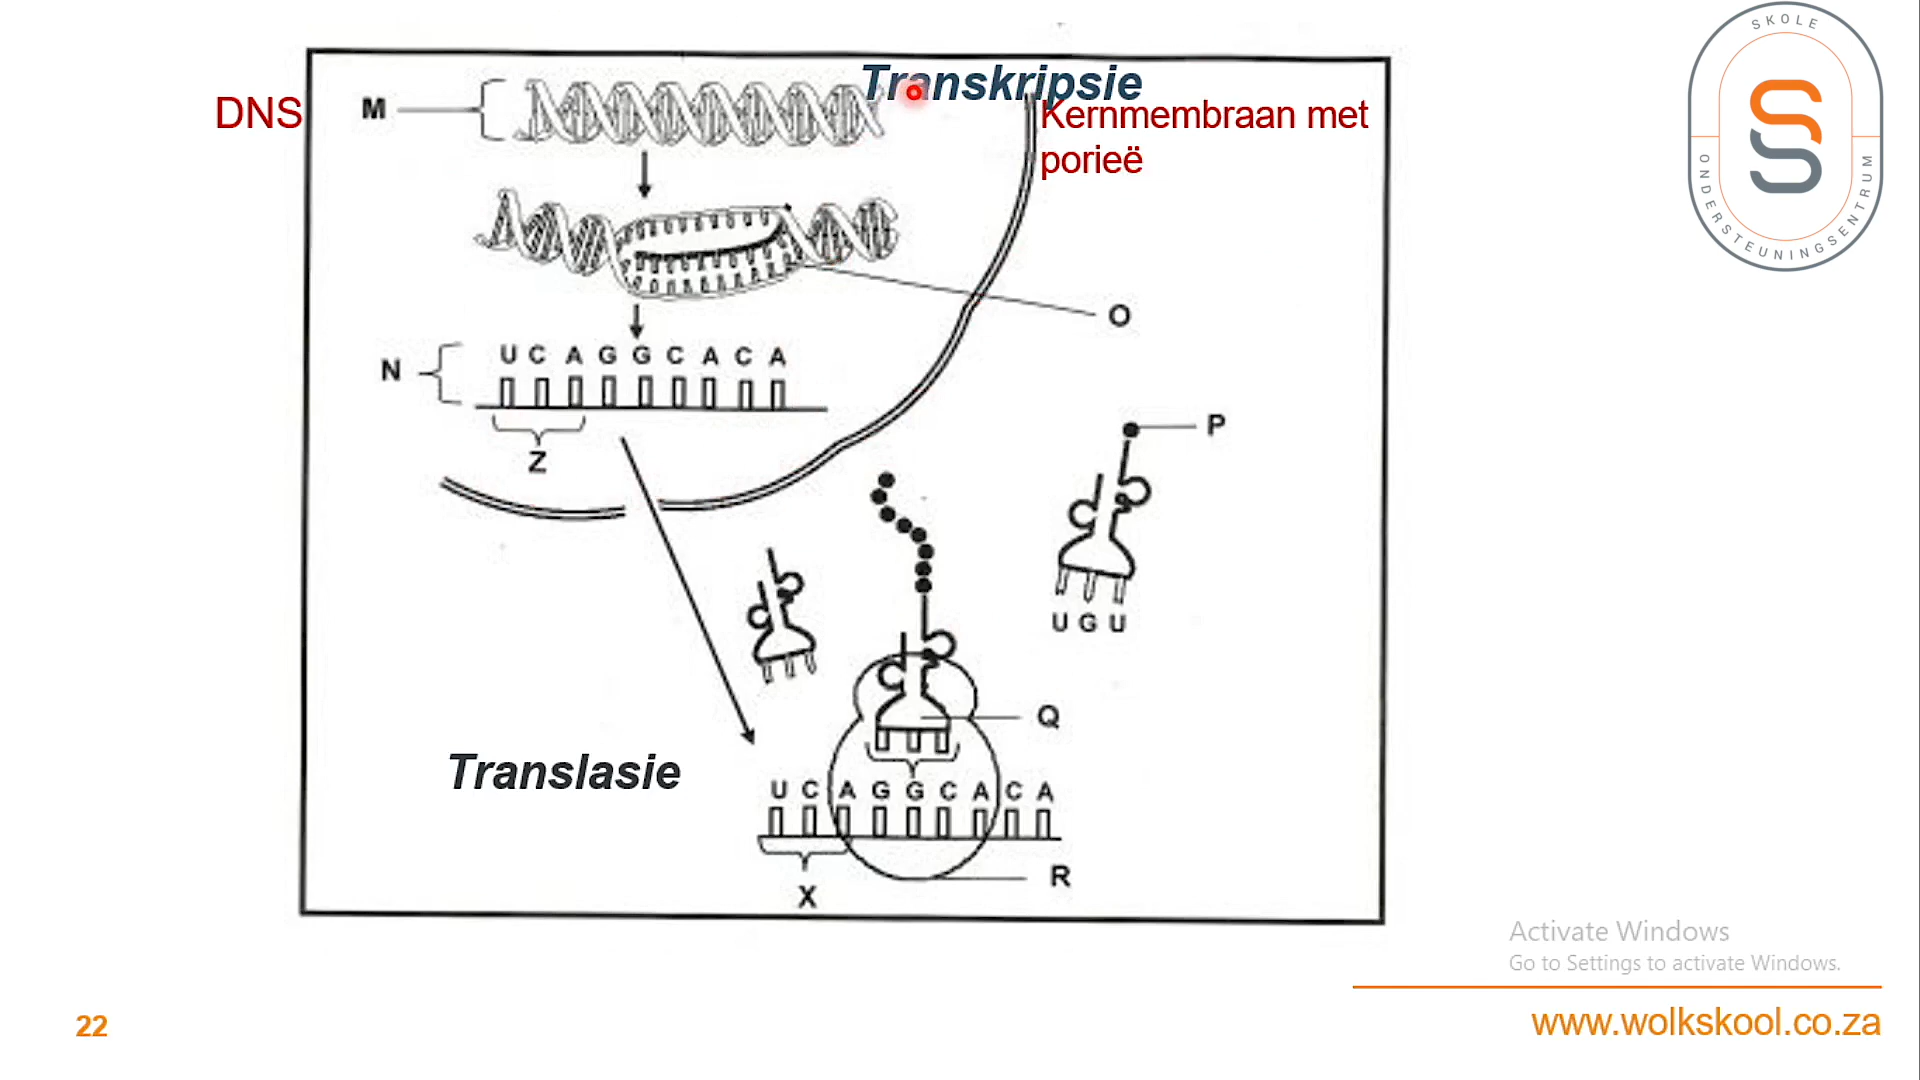 SKOLE
ONDERSTEUNINGSENTRUM
Transkripsie
DNS
M
Kernmembraan met
porieë
O
N
U C A G G C A C A
Z
P
U G U
Q
Translasie
U C A G G C A C A
R
X
Activate Windows
Go to Settings to activate Windows.
22
www.wolkskool.co.za